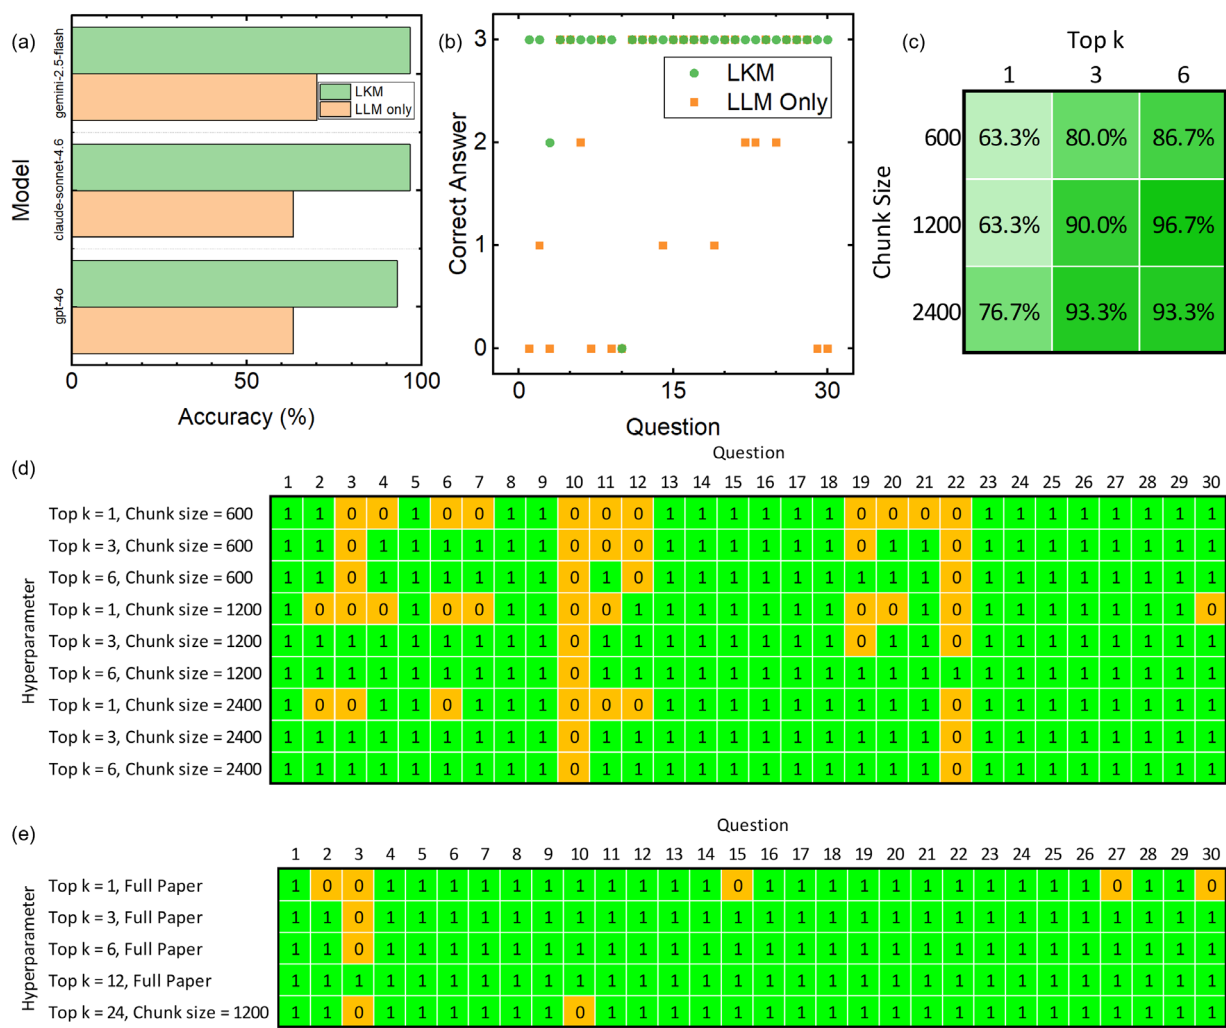 (a)
Model
gemini-2.5-flash
claude-sonnet-4.6
gpt-4o
LKM
LLM only
0 50 100
Accuracy (%)
(b)
Correct Answer
3
2
1
0
LKM
LLM Only
0 15 30
Question
(c)
Top k
1 3 6
Chunk Size
600 63.3% 80.0% 86.7%
1200 63.3% 90.0% 96.7%
2400 76.7% 93.3% 93.3%
(d)
Question
1 2 3 4 5 6 7 8 9 10 11 12 13 14 15 16 17 18 19 20 21 22 23 24 25 26 27 28 29 30
Hyperparameter
Top k = 1, Chunk size = 600 1 1 0 0 1 0 0 1 1 0 0 0 1 1 1 1 1 1 0 0 0 0 1 1 1 1 1 1 1 1
Top k = 3, Chunk size = 600 1 1 0 1 1 1 1 1 1 0 0 0 1 1 1 1 1 1 0 1 1 0 1 1 1 1 1 1 1 1
Top k = 6, Chunk size = 600 1 1 0 1 1 1 1 1 1 0 1 0 1 1 1 1 1 1 1 1 1 0 1 1 1 1 1 1 1 1
Top k = 1, Chunk size = 1200 1 0 0 0 1 0 0 1 1 0 0 1 1 1 1 1 1 1 0 0 1 0 1 1 1 1 1 1 1 0
Top k = 3, Chunk size = 1200 1 1 1 1 1 1 1 1 1 0 1 1 1 1 1 1 1 1 0 1 1 0 1 1 1 1 1 1 1 1
Top k = 6, Chunk size = 1200 1 1 1 1 1 1 1 1 1 0 1 1 1 1 1 1 1 1 1 1 1 1 1 1 1 1 1 1 1 1
Top k = 1, Chunk size = 2400 1 0 0 1 1 0 1 1 1 0 0 0 1 1 1 1 1 1 1 1 1 0 1 1 1 1 1 1 1 1
Top k = 3, Chunk size = 2400 1 1 1 1 1 1 1 1 1 0 1 1 1 1 1 1 1 1 1 1 1 0 1 1 1 1 1 1 1 1
Top k = 6, Chunk size = 2400 1 1 1 1 1 1 1 1 1 0 1 1 1 1 1 1 1 1 1 1 1 0 1 1 1 1 1 1 1 1
(e)
Question
1 2 3 4 5 6 7 8 9 10 11 12 13 14 15 16 17 18 19 20 21 22 23 24 25 26 27 28 29 30
Hyperparameter
Top k = 1, Full Paper 1 0 0 1 1 1 1 1 1 1 1 1 1 1 0 1 1 1 1 1 1 1 1 1 1 1 0 1 1 0
Top k = 3, Full Paper 1 1 0 1 1 1 1 1 1 1 1 1 1 1 1 1 1 1 1 1 1 1 1 1 1 1 1 1 1 1
Top k = 6, Full Paper 1 1 0 1 1 1 1 1 1 1 1 1 1 1 1 1 1 1 1 1 1 1 1 1 1 1 1 1 1 1
Top k = 12, Full Paper 1 1 1 1 1 1 1 1 1 1 1 1 1 1 1 1 1 1 1 1 1 1 1 1 1 1 1 1 1 1
Top k = 24, Chunk size = 1200 1 1 0 1 1 1 1 1 1 0 1 1 1 1 1 1 1 1 1 1 1 1 1 1 1 1 1 1 1 1